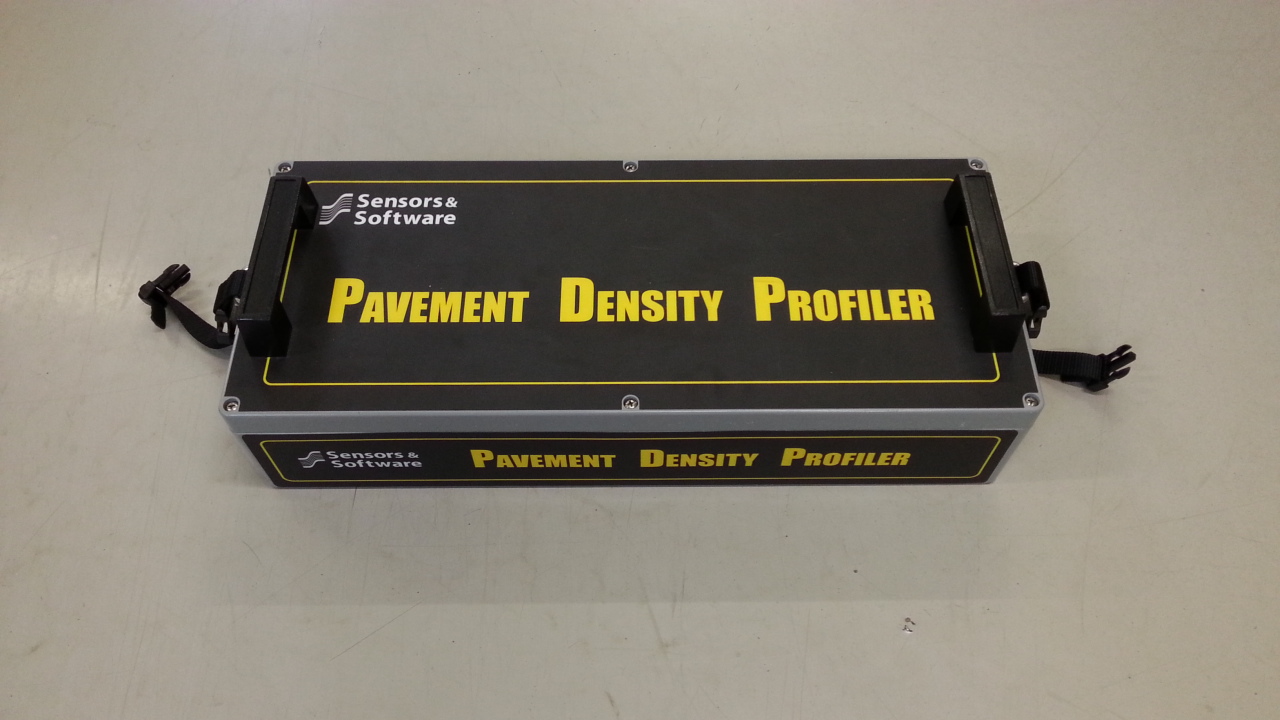 Sensors &
Software
PAVEMENT DENSITY PROFILER
Sensors &
Software
PAVEMENT DENSITY PROFILER